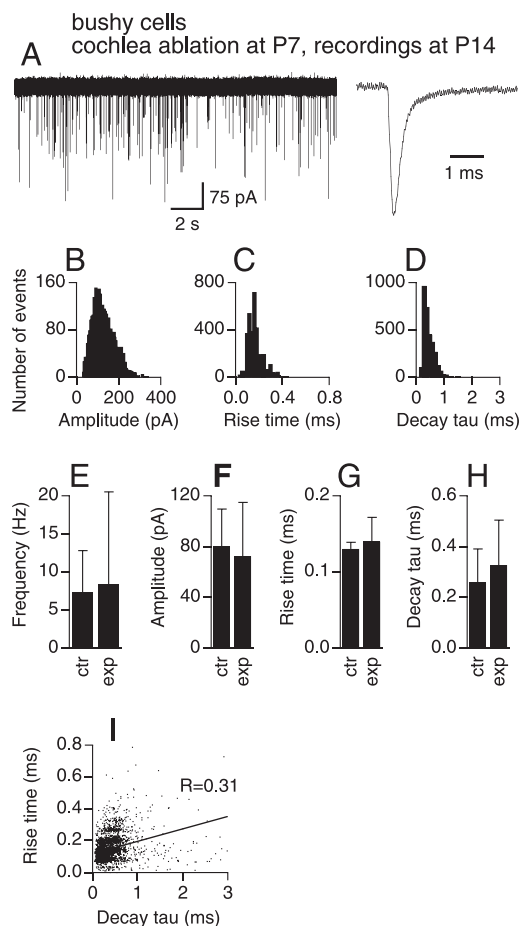 bushy cells
cochlea ablation at P7, recordings at P14
A
75 pA
2 s
1 ms
B
C
D
Number of events
160
80
0
0 200 400
Amplitude (pA)
800
400
0
0.0 0.4 0.8
Rise time (ms)
1000
500
0
0 1 2 3
Decay tau (ms)
E
F
G
H
Frequency (Hz)
20
15
10
5
0
ctr
exp
Amplitude (pA)
120
80
40
0
ctr
exp
Rise time (ms)
0.2
0.1
0.0
ctr
exp
Decay tau (ms)
0.6
0.4
0.2
0.0
ctr
exp
I
Rise time (ms)
0.8
0.6
0.4
0.2
0.0
R=0.31
0 1 2 3
Decay tau (ms)